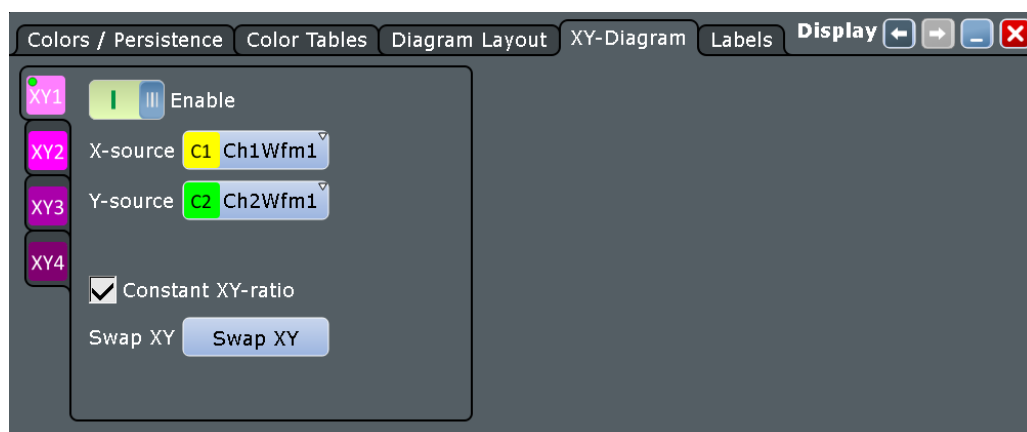 Colors / Persistence Color Tables Diagram Layout XY-Diagram Labels Display
XY1 Enable
XY2 X-source C1 Ch1Wfm1
XY3 Y-source C2 Ch2Wfm1
XY4
Constant XY-ratio
Swap XY Swap XY